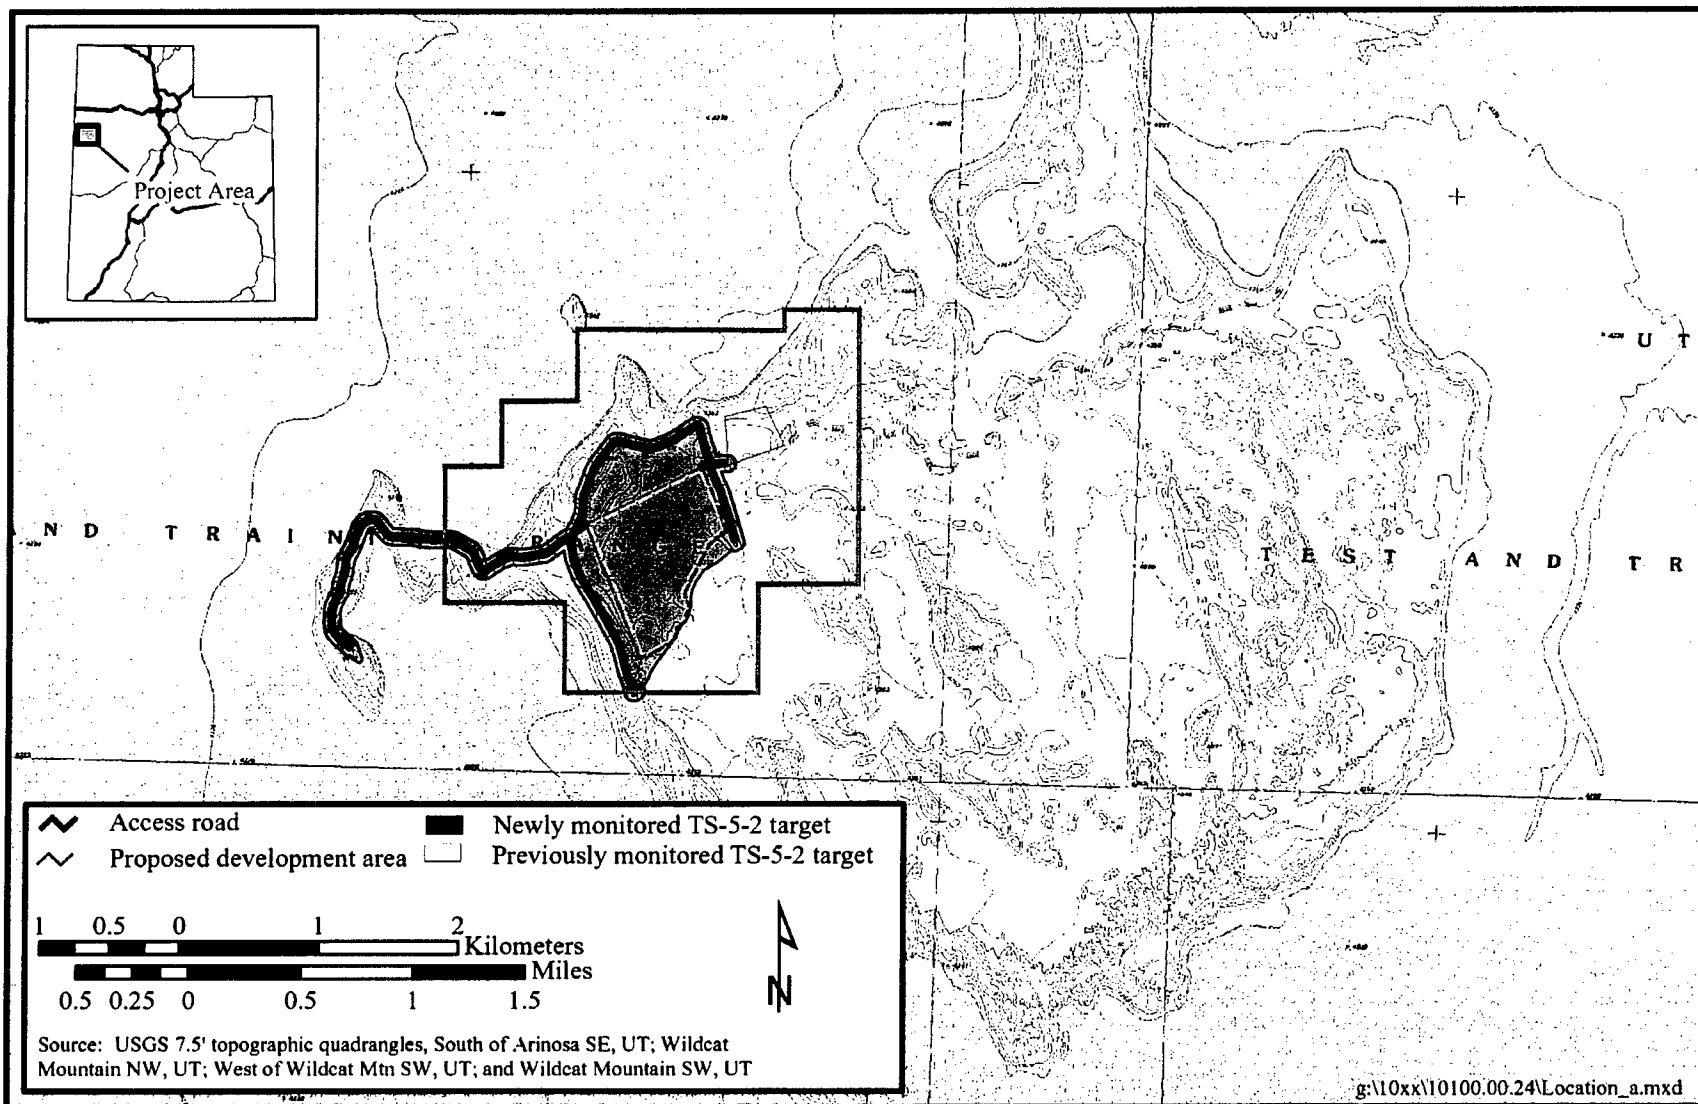 Project Area
U T
N D T R A I N
R N G E
T E S T A N D T R
Access road
Proposed development area
Newly monitored TS-5-2 target
Previously monitored TS-5-2 target
1 0.5 0 1 2
Kilometers
Miles
0.5 0.25 0 0.5 1 1.5
N
Source: USGS 7.5' topographic quadrangles, South of Arinosa SE, UT; Wildcat
Mountain NW, UT; West of Wildcat Mtn SW, UT; and Wildcat Mountain SW, UT
g:\10xx\10100.00.24\Location_a.mxd